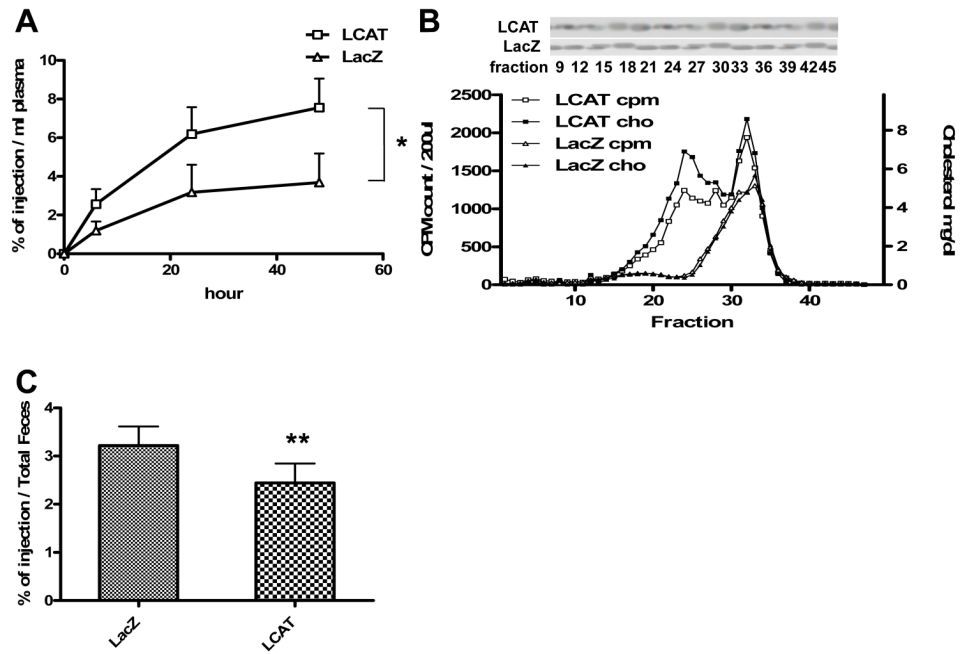 A
LCAT
LacZ
% of injection / ml plasma
10
8
6
4
2
0
*
0 20 40 60
hour
B
LCAT
LacZ
fraction 9 12 15 18 21 24 27 30 33 36 39 42 45
LCAT cpm
LCAT cho
LacZ cpm
LacZ cho
CPM count / 200ul
2500
2000
1500
1000
500
0
8
6
4
2
0
Cholesterol mg/dl
10 20 30 40
Fraction
C
% of injection / Total Feces
4
3
2
1
0
**
LacZ LCAT